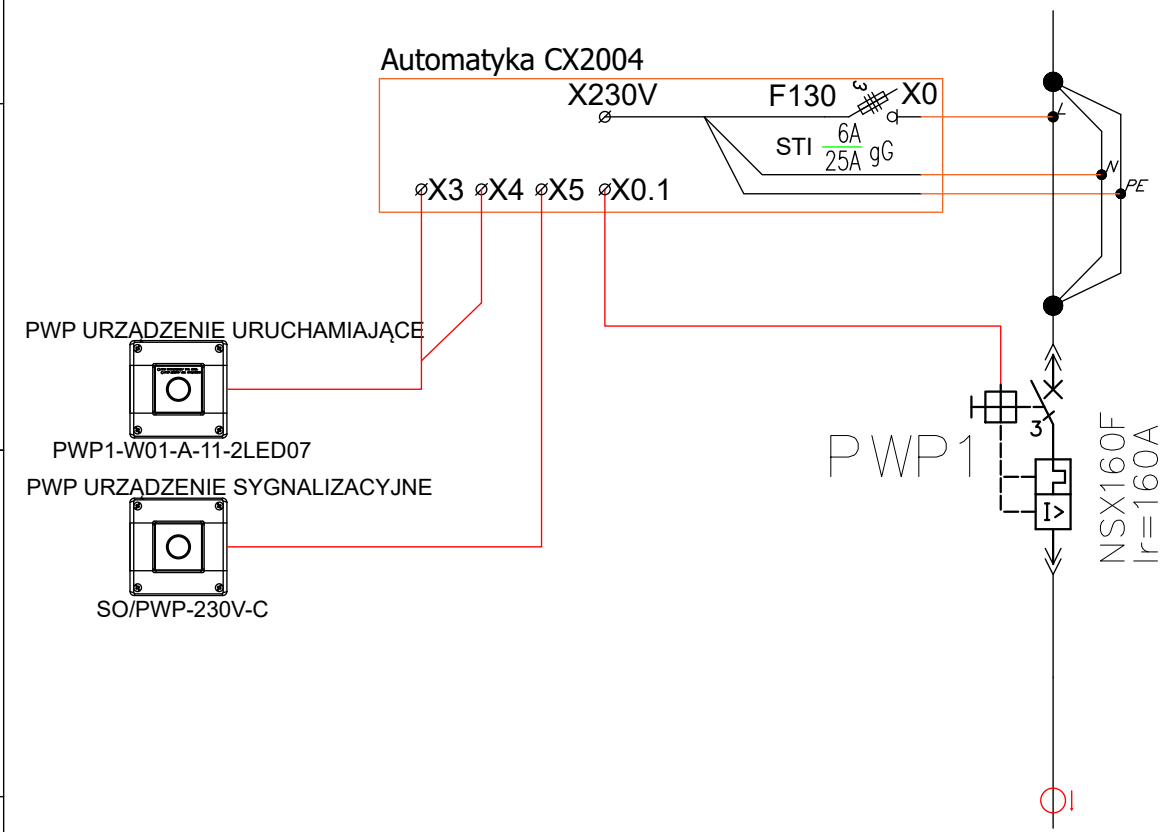 Automatyka CX2004
X230V
F130
3
X0
L
STI 6A
25A gG
N
PE
X3
X4
X5
X0.1
PWP URZĄDZENIE URUCHAMIAJĄCE
PWP1-W01-A-11-2LED07
PWP URZĄDZENIE SYGNALIZACYJNE
SO/PWP-230V-C
PWP1
3
I>
NSX160F
Ir=160A